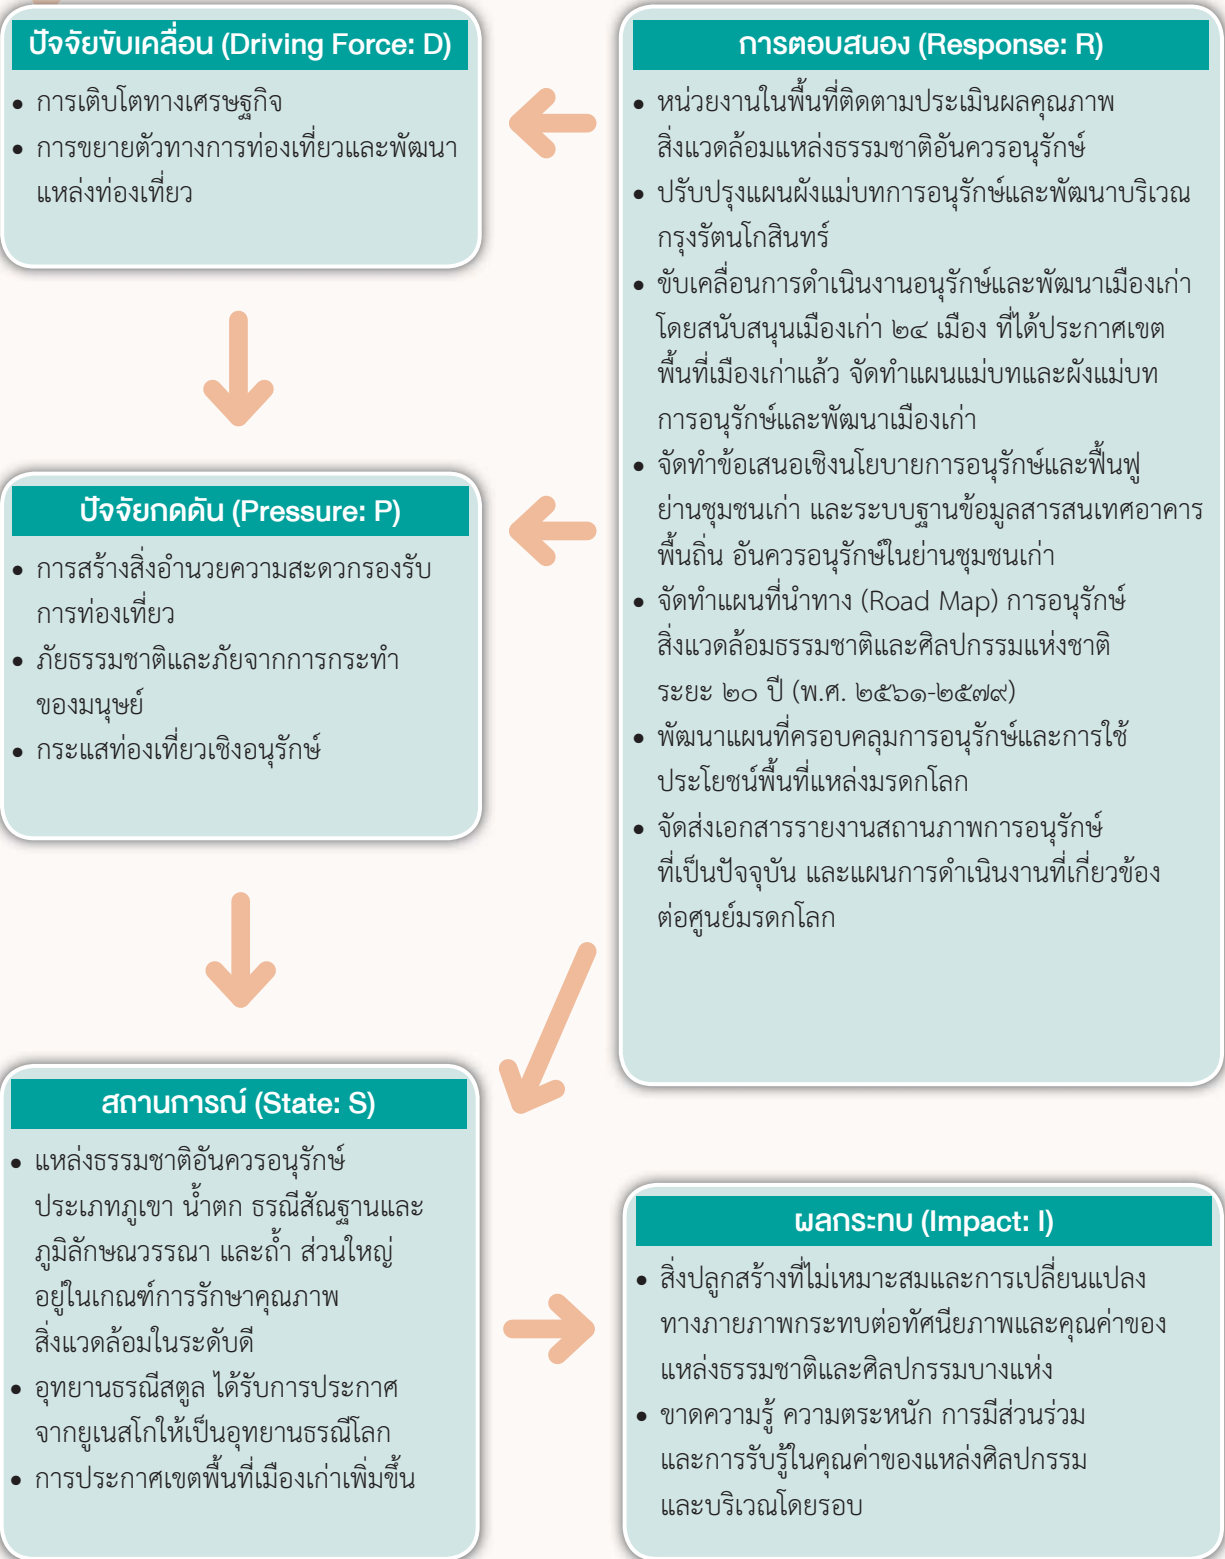 ปัจจัยขับเคลื่อน (Driving Force: D)
• การเติบโตทางเศรษฐกิจ
• การขยายตัวทางการท่องเที่ยวและพัฒนา
แหล่งท่องเที่ยว
ปัจจัยกดดัน (Pressure: P)
• การสร้างสิ่งอำนวยความสะดวกรองรับ
การท่องเที่ยว
• ภัยธรรมชาติและภัยจากการกระทำ
ของมนุษย์
• กระแสท่องเที่ยวเชิงอนุรักษ์
สถานการณ์ (State: S)
• แหล่งธรรมชาติอันควรอนุรักษ์
ประเภทภูเขา น้ำตก ธรณีสัณฐานและ
ภูมิลักษณวรรณา และถ้ำ ส่วนใหญ่
อยู่ในเกณฑ์การรักษาคุณภาพ
สิ่งแวดล้อมในระดับดี
• อุทยานธรณีสตูล ได้รับการประกาศ
จากยูเนสโกให้เป็นอุทยานธรณีโลก
• การประกาศเขตพื้นที่เมืองเก่าเพิ่มขึ้น
การตอบสนอง (Response: R)
• หน่วยงานในพื้นที่ติดตามประเมินผลคุณภาพ
สิ่งแวดล้อมแหล่งธรรมชาติอันควรอนุรักษ์
• ปรับปรุงแผนผังแม่บทการอนุรักษ์และพัฒนาบริเวณ
กรุงรัตนโกสินทร์
• ขับเคลื่อนการดำเนินงานอนุรักษ์และพัฒนาเมืองเก่า
โดยสนับสนุนเมืองเก่า ๒๔ เมือง ที่ได้ประกาศเขต
พื้นที่เมืองเก่าแล้ว จัดทำแผนแม่บทและผังแม่บท
การอนุรักษ์และพัฒนาเมืองเก่า
• จัดทำข้อเสนอเชิงนโยบายการอนุรักษ์และฟื้นฟู
ย่านชุมชนเก่า และระบบฐานข้อมูลสารสนเทศอาคาร
พื้นถิ่น อันควรอนุรักษ์ในย่านชุมชนเก่า
• จัดทำแผนที่นำทาง (Road Map) การอนุรักษ์
สิ่งแวดล้อมธรรมชาติและศิลปกรรมแห่งชาติ
ระยะ ๒๐ ปี (พ.ศ. ๒๕๖๑-๒๕๗๙)
• พัฒนาแผนที่ครอบคลุมการอนุรักษ์และการใช้
ประโยชน์พื้นที่แหล่งมรดกโลก
• จัดส่งเอกสารรายงานสถานภาพการอนุรักษ์
ที่เป็นปัจจุบัน และแผนการดำเนินงานที่เกี่ยวข้อง
ต่อศูนย์มรดกโลก
ผลกระทบ (Impact: I)
• สิ่งปลูกสร้างที่ไม่เหมาะสมและการเปลี่ยนแปลง
ทางภายภาพกระทบต่อทัศนียภาพและคุณค่าของ
แหล่งธรรมชาติและศิลปกรรมบางแห่ง
• ขาดความรู้ ความตระหนัก การมีส่วนร่วม
และการรับรู้ในคุณค่าของแหล่งศิลปกรรม
และบริเวณโดยรอบ